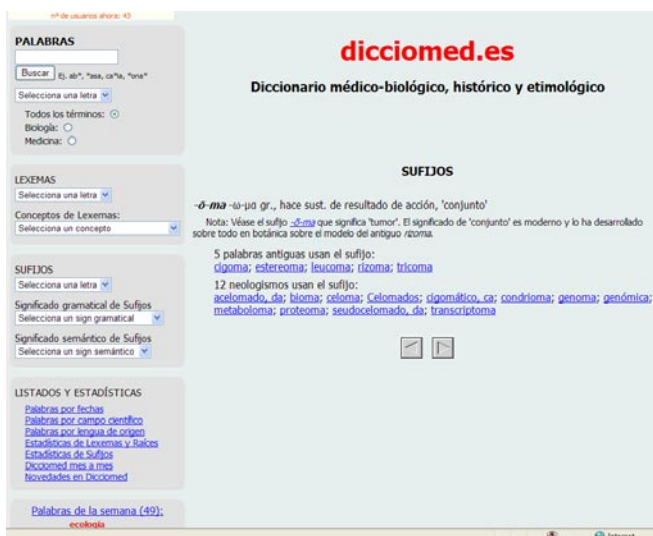 nº de usuarios ahora: 43
PALABRAS
Buscar Ej. ab*, *asa, ca*ia, *ona*
Selecciona una letra
Todos los términos:
Biología:
Medicina:
LEXEMAS
Selecciona una letra
Conceptos de Lexemas:
Selecciona un concepto
SUFIJOS
Selecciona una letra
Significado gramatical de Sufijos
Selecciona un sign gramatical
Significado semántico de Sufijos
Selecciona un sign semántico
LISTADOS Y ESTADÍSTICAS
Palabras por fechas
Palabras por campo científico
Palabras por lengua de origen
Estadísticas de Lexemas y Raíces
Estadísticas de Sufijos
Dicciomed mes a mes
Novedades en Dicciomed
Palabras de la semana (49):
ecología
dicciomed.es
Diccionario médico-biológico, histórico y etimológico
SUFIJOS
-ō-ma -ω-μα gr., hace sust. de resultado de acción, 'conjunto'
Nota: Véase el sufijo -ō-ma que significa 'tumor'. El significado de 'conjunto' es moderno y lo ha desarrollado
sobre todo en botánica sobre el modelo del antiguo rizoma.
5 palabras antiguas usan el sufijo:
cigoma; estereoma; leucoma; rizoma; tricoma
12 neologismos usan el sufijo:
acelomado, da; bioma; celoma; Celomados; cigomático, ca; condrioma; genoma; genómica;
metaboloma; proteoma; seudocelomado, da; transcriptoma
Internet